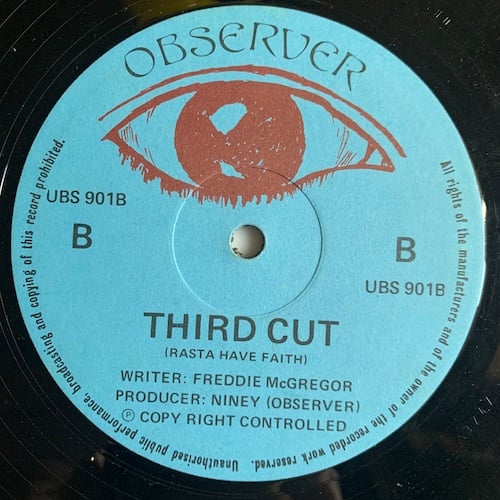 OBSERVER
UBS 901B
B
B
UBS 901B
THIRD CUT
(RASTA HAVE FAITH)
WRITER: FREDDIE McGREGOR
PRODUCER: NINEY (OBSERVER)
Ⓟ COPY RIGHT CONTROLLED
All rights of the manufacturers and of the owner of the recorded work reserved. Unauthorised public performance, broadcasting and copying of this record prohibited.